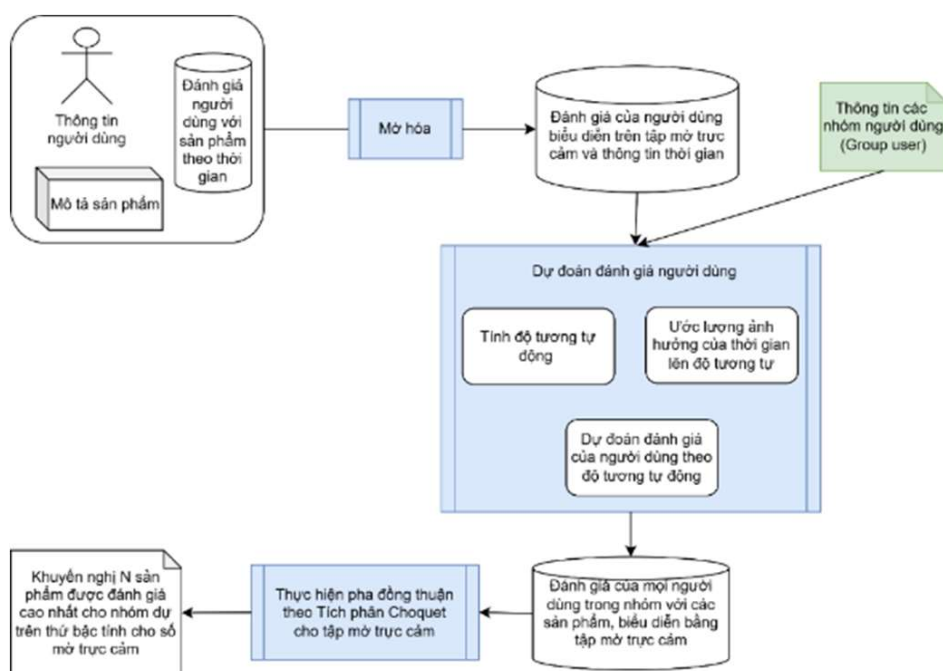 Thông tin
người dùng
Đánh giá
người
dùng với
sản phẩm
theo thời
gian
Mô tả sản phẩm
Mờ hóa
Đánh giá của người dùng
biểu diễn trên tập mờ trực
cảm và thông tin thời gian
Thông tin các
nhóm người dùng
(Group user)
Dự đoán đánh giá người dùng
Tính độ tương tự
động
Ước lượng ảnh
hưởng của thời gian
lên độ tương tự
Dự đoán đánh giá
của người dùng theo
độ tương tự động
Khuyến nghị N sản
phẩm được đánh giá
cao nhất cho nhóm dự
trên thứ bậc tính cho số
mờ trực cảm
Thực hiện pha đồng thuận
theo Tích phân Choquet
cho tập mờ trực cảm
Đánh giá của mọi người
dùng trong nhóm với các
sản phẩm, biểu diễn bằng
tập mờ trực cảm